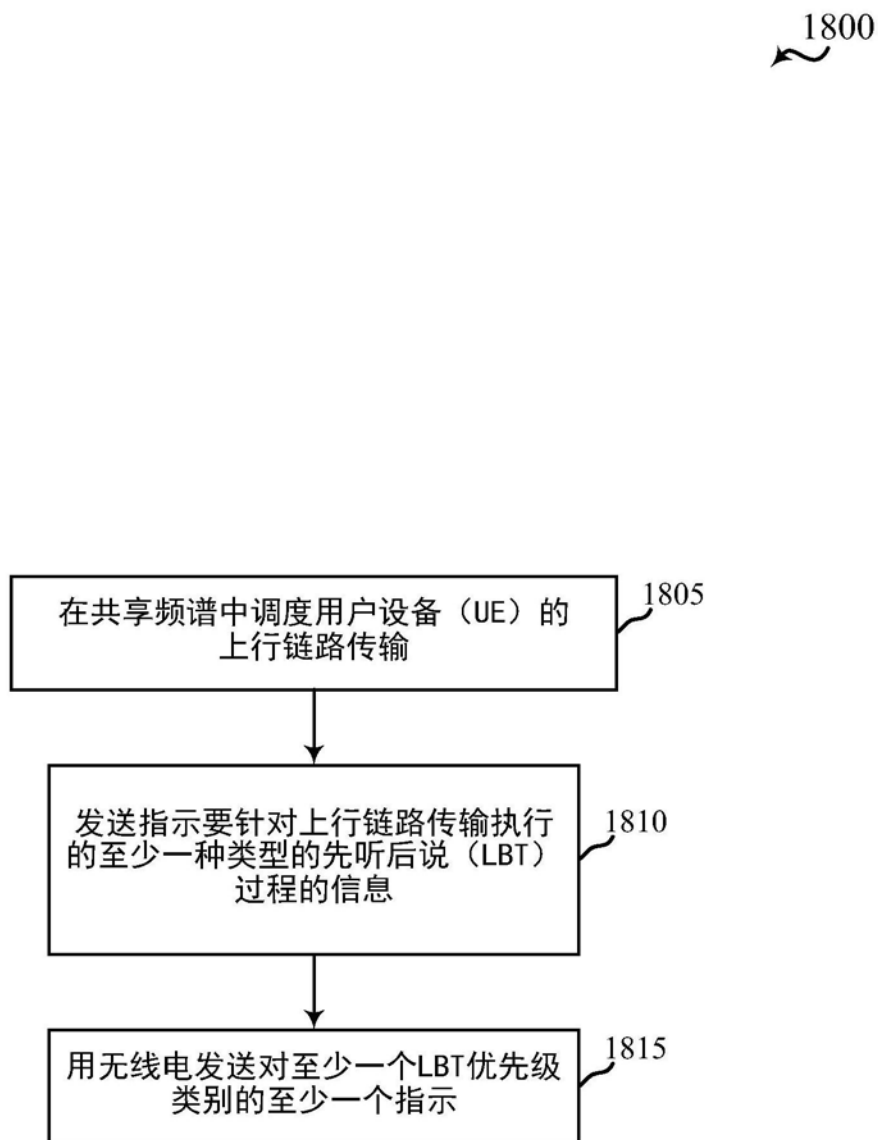 1800
在共享频谱中调度用户设备（UE）的
上行链路传输
1805
发送指示要针对上行链路传输执行
的至少一种类型的先听后说（LBT）
过程的信息
1810
用无线电发送对至少一个LBT优先级
类别的至少一个指示
1815